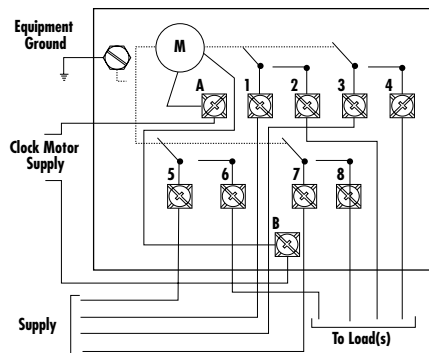 Equipment
Ground
M
A
1
2
3
4
Clock Motor
Supply
5
6
7
8
B
Supply
To Load(s)